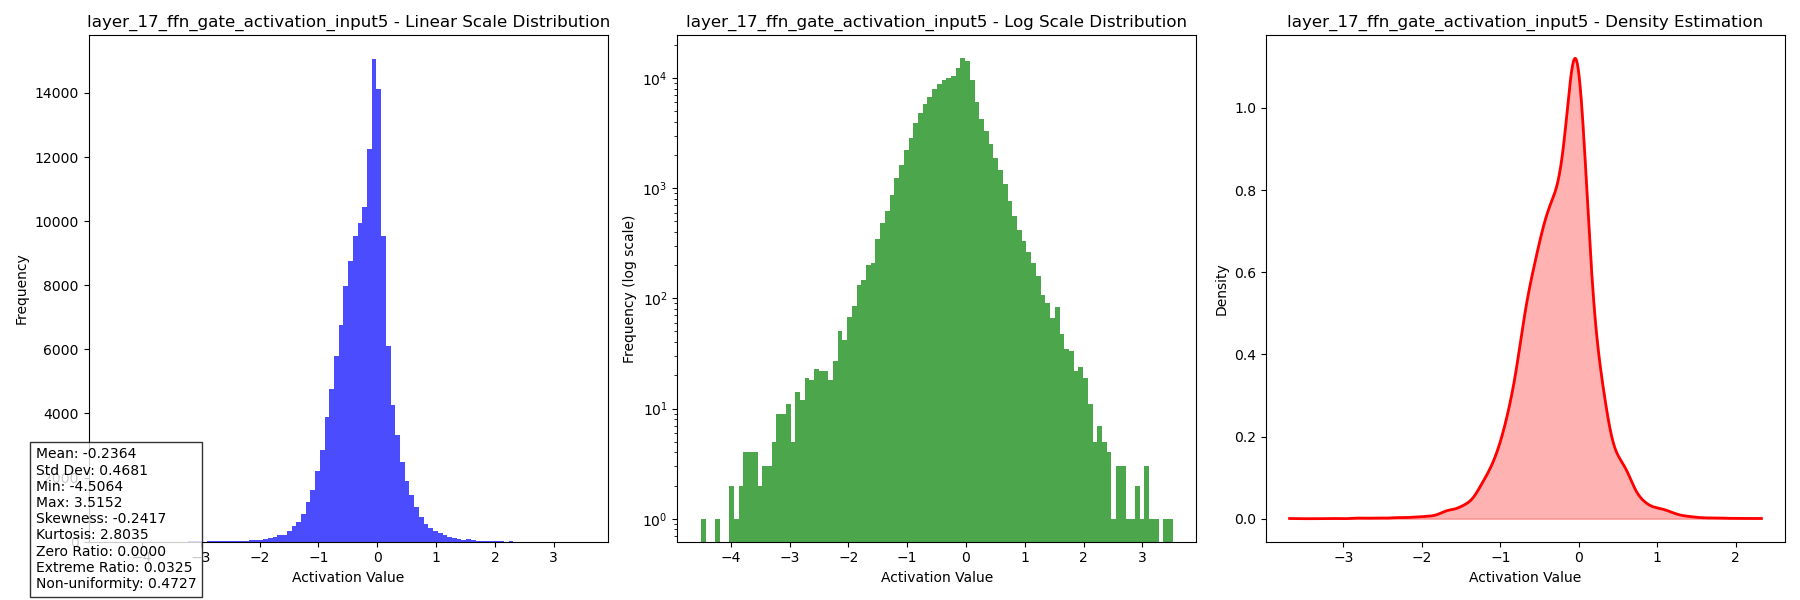 layer_17_ffn_gate_activation_input5 - Linear Scale Distribution
14000
12000
10000
8000
6000
4000
2000
0
Frequency
−4 −3 −2 −1 0 1 2 3
Activation Value
Mean: -0.2364
Std Dev: 0.4681
Min: -4.5064
Max: 3.5152
Skewness: -0.2417
Kurtosis: 2.8035
Zero Ratio: 0.0000
Extreme Ratio: 0.0325
Non-uniformity: 0.4727
layer_17_ffn_gate_activation_input5 - Log Scale Distribution
10⁴
10³
10²
10¹
10⁰
Frequency (log scale)
−4 −3 −2 −1 0 1 2 3
Activation Value
layer_17_ffn_gate_activation_input5 - Density Estimation
1.0
0.8
0.6
0.4
0.2
0.0
Density
−3 −2 −1 0 1 2
Activation Value